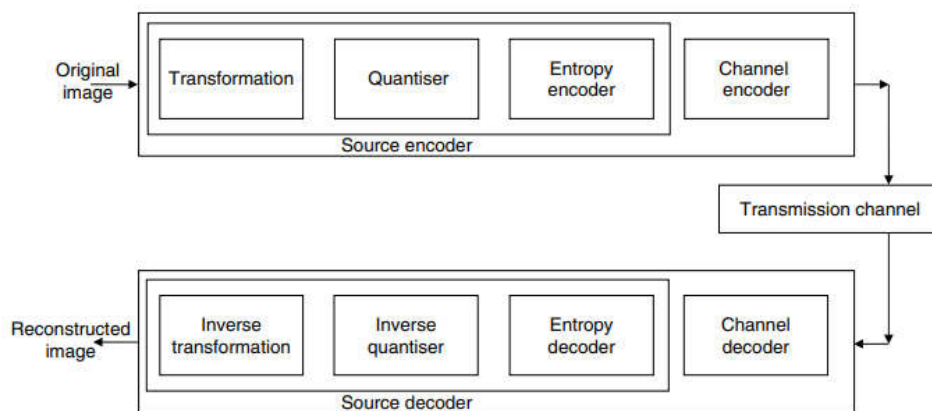 Original
image
Transformation
Quantiser
Entropy
encoder
Channel
encoder
Source encoder
Transmission channel
Reconstructed
image
Inverse
transformation
Inverse
quantiser
Entropy
decoder
Channel
decoder
Source decoder